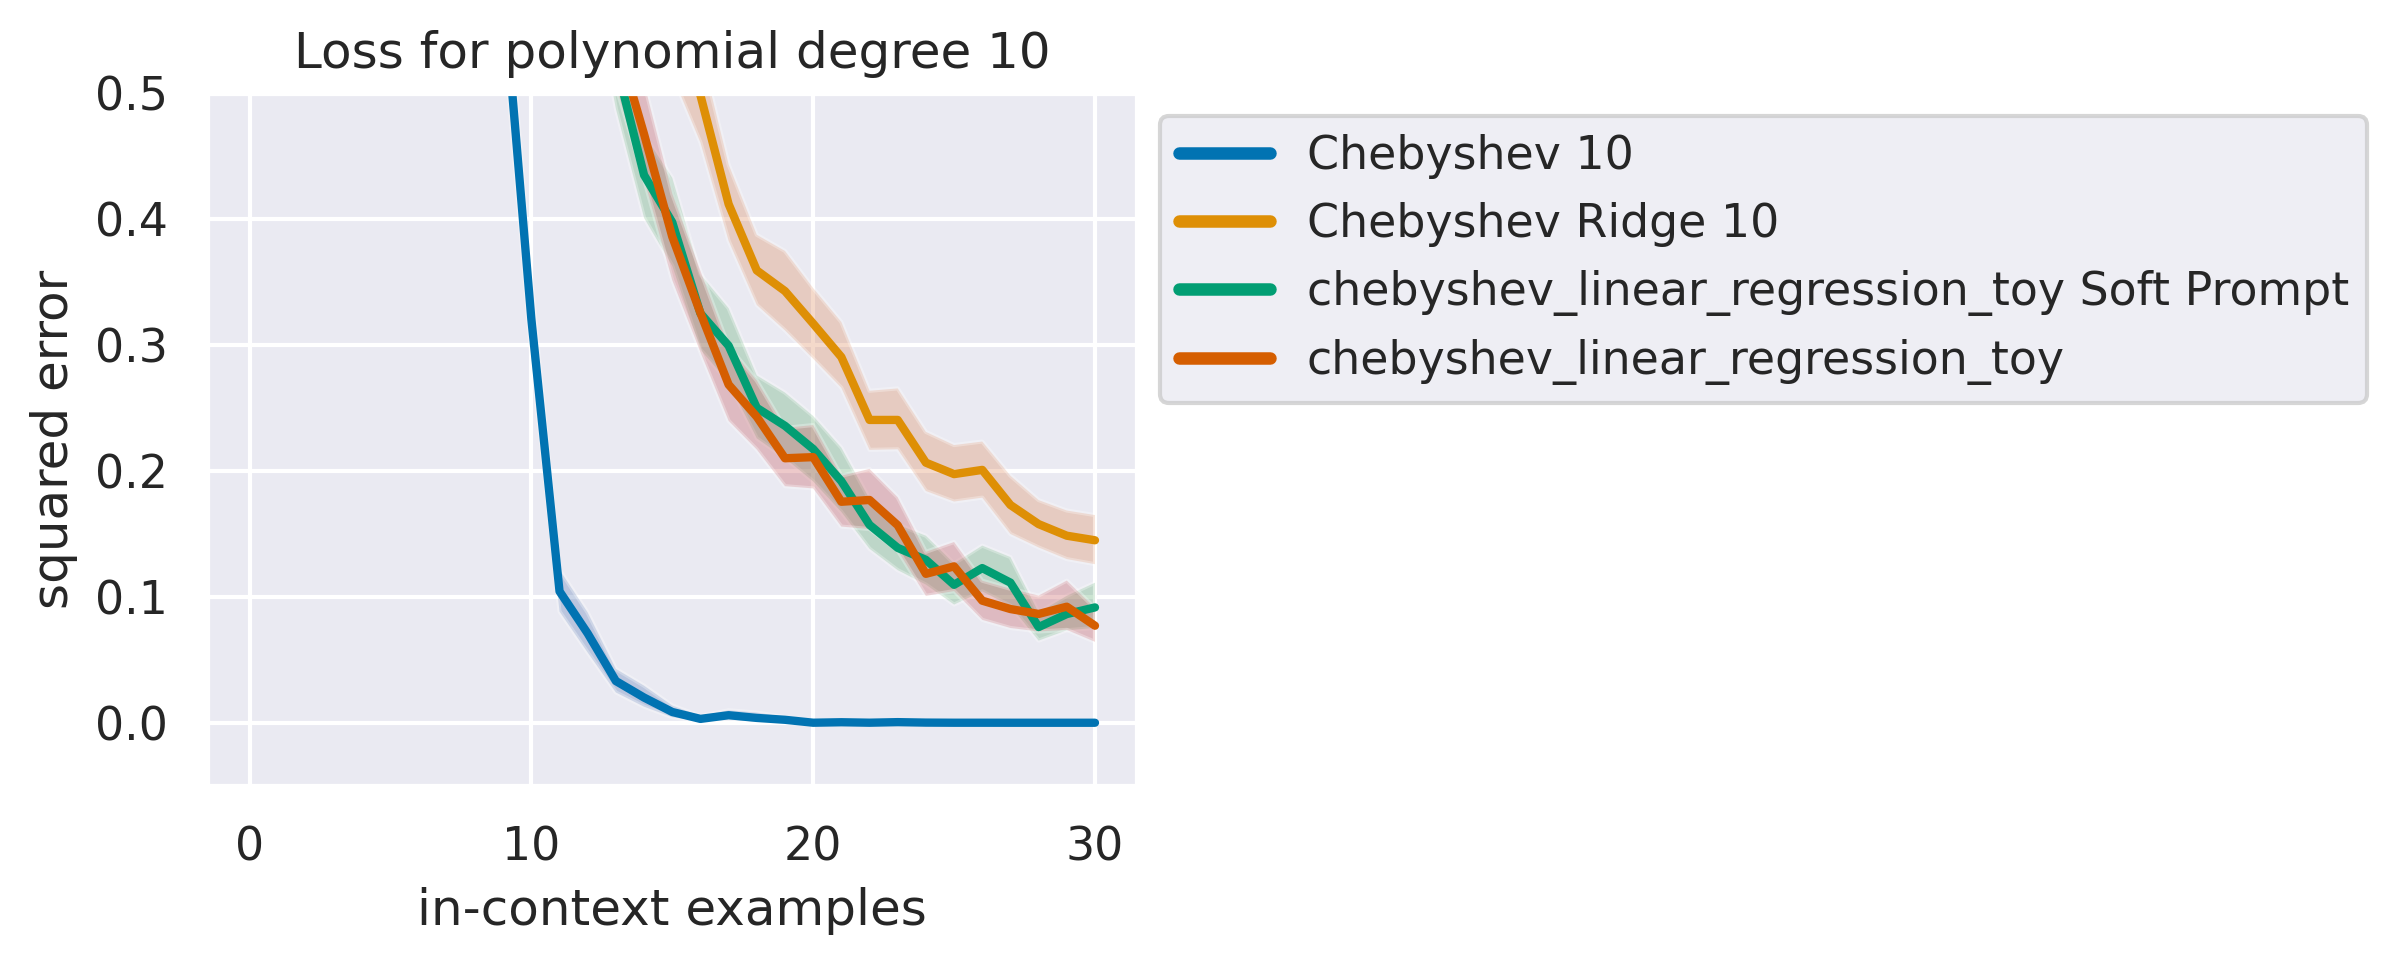 Loss for polynomial degree 10
0.5
0.4
0.3
0.2
0.1
0.0
squared error
0 10 20 30
in-context examples
Chebyshev 10
Chebyshev Ridge 10
chebyshev_linear_regression_toy Soft Prompt
chebyshev_linear_regression_toy